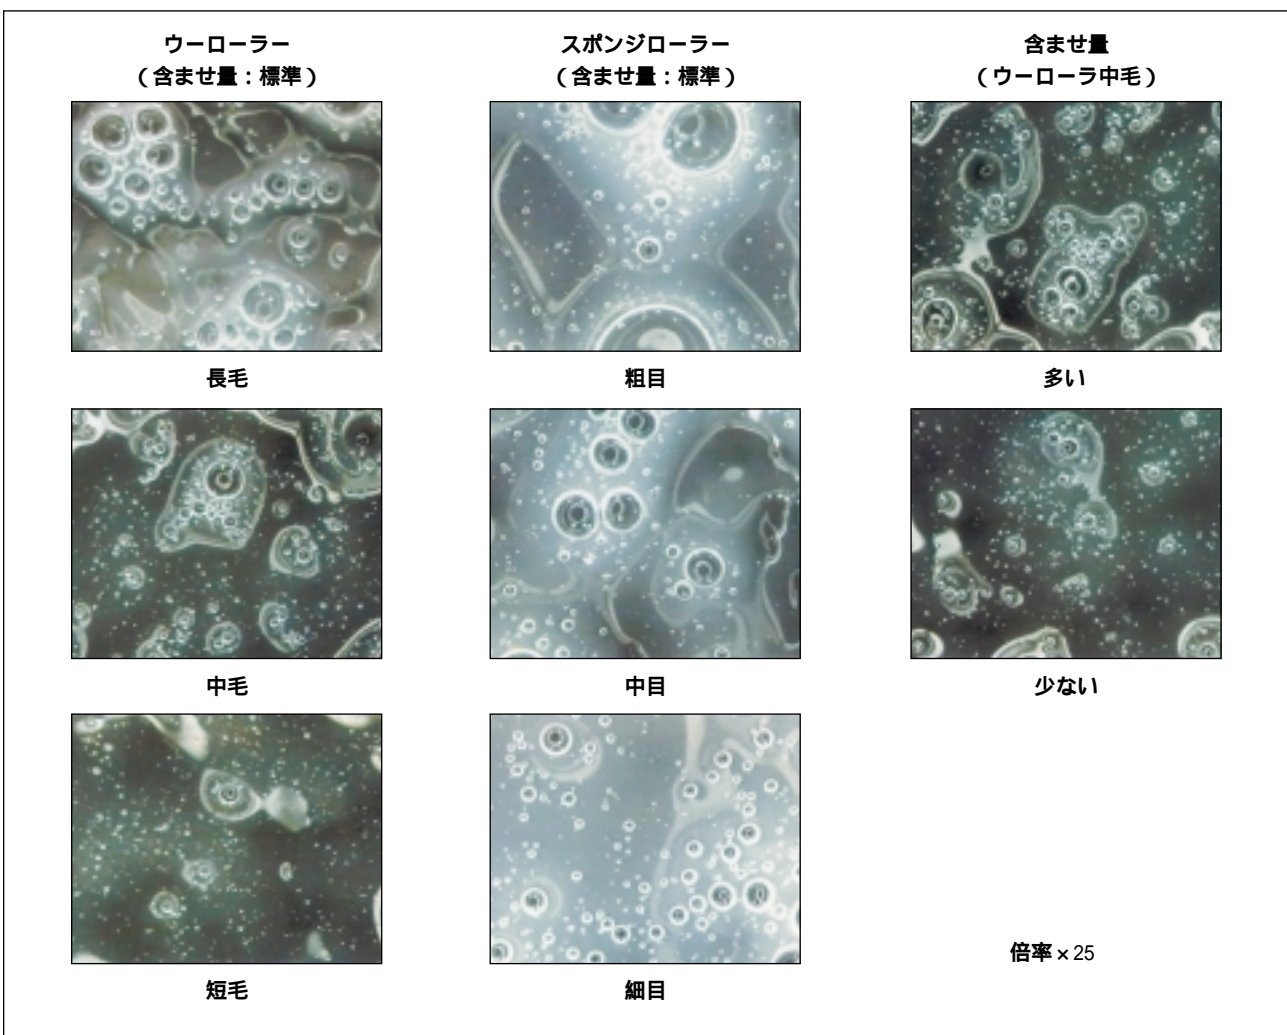 ウーローラー
(含ませ量:標準)
長毛
中毛
短毛
スポンジローラー
(含ませ量:標準)
粗目
中目
細目
含ませ量
(ウーローラ中毛)
多い
少ない
倍率×25